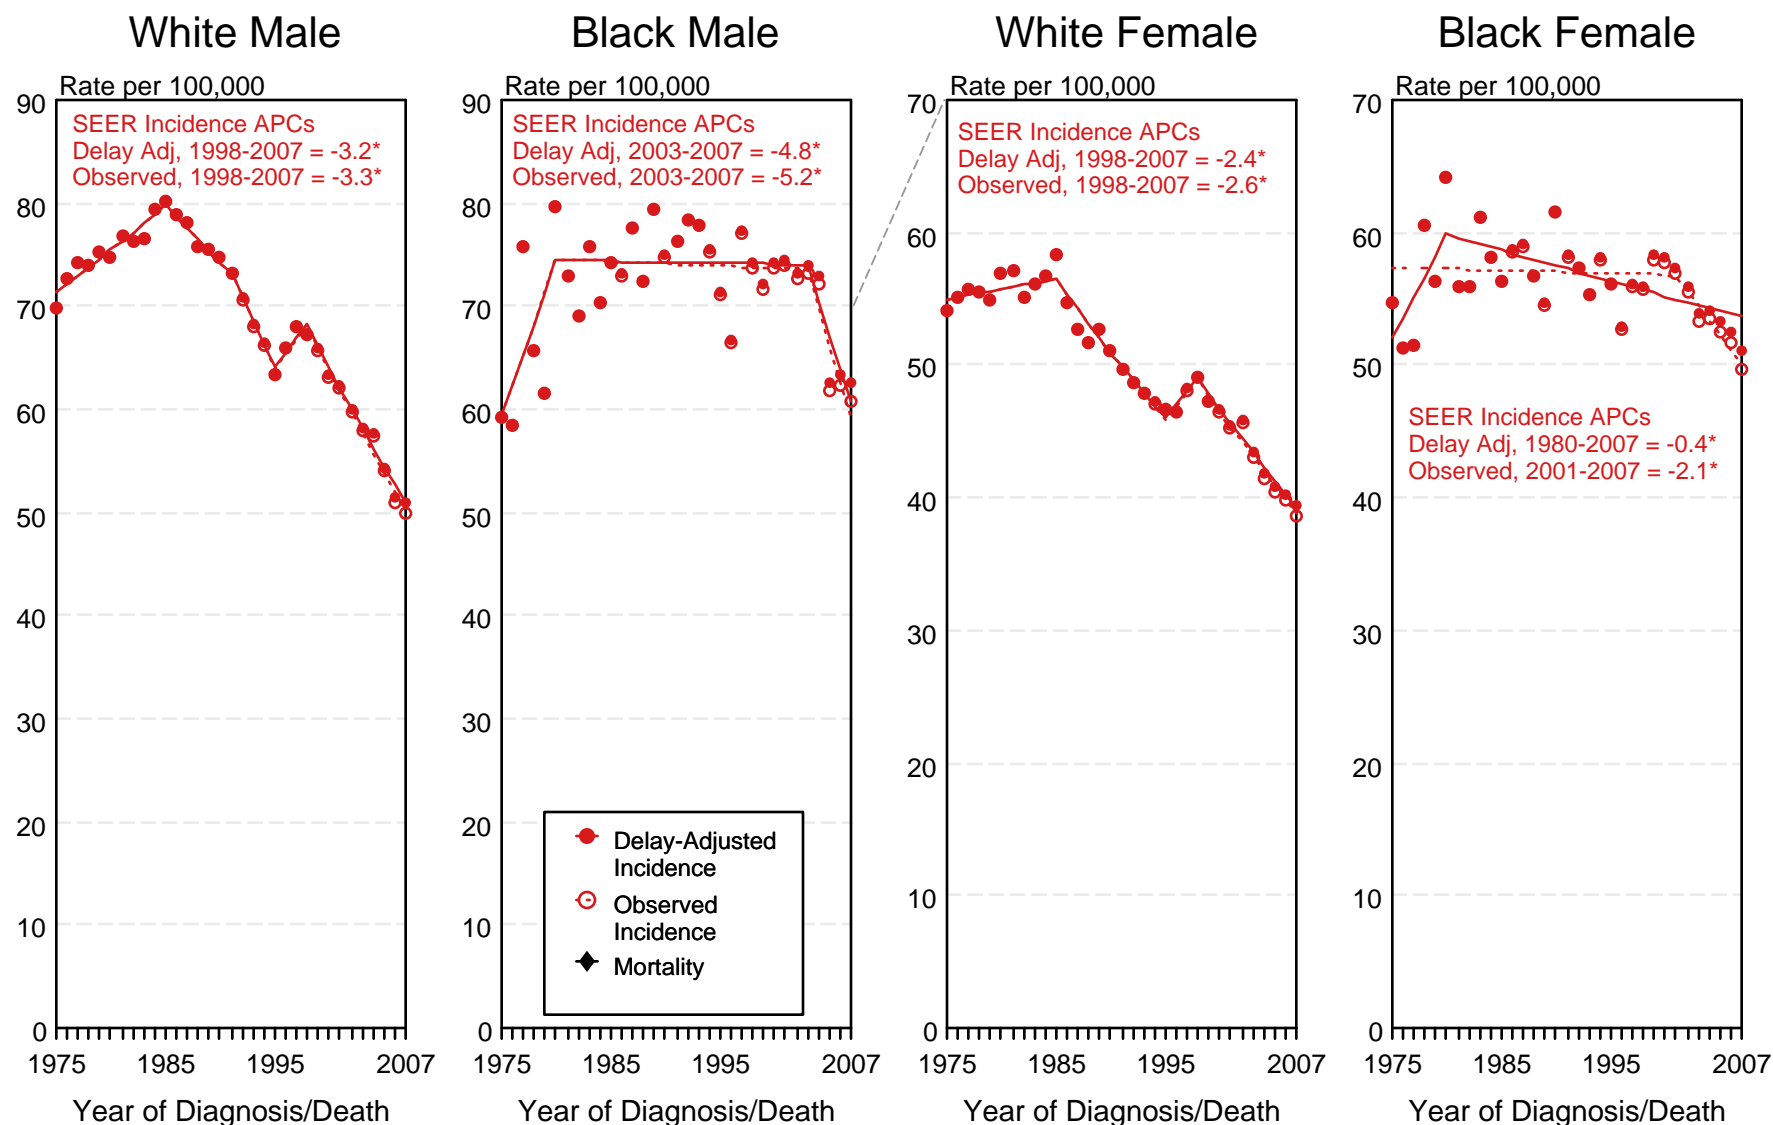 White Male
Rate per 100,000
90
80
70
60
50
40
30
20
10
0
SEER Incidence APCs
Delay Adj, 1998-2007 = -3.2*
Observed, 1998-2007 = -3.3*
1975
1985
1995
2007
Year of Diagnosis/Death
Black Male
Rate per 100,000
90
80
70
60
50
40
30
20
10
0
SEER Incidence APCs
Delay Adj, 2003-2007 = -4.8*
Observed, 2003-2007 = -5.2*
Delay-Adjusted
Incidence
Observed
Incidence
Mortality
1975
1985
1995
2007
Year of Diagnosis/Death
White Female
Rate per 100,000
70
60
50
40
30
20
10
0
SEER Incidence APCs
Delay Adj, 1998-2007 = -2.4*
Observed, 1998-2007 = -2.6*
1975
1985
1995
2007
Year of Diagnosis/Death
Black Female
Rate per 100,000
70
60
50
40
30
20
10
0
SEER Incidence APCs
Delay Adj, 1980-2007 = -0.4*
Observed, 2001-2007 = -2.1*
1975
1985
1995
2007
Year of Diagnosis/Death